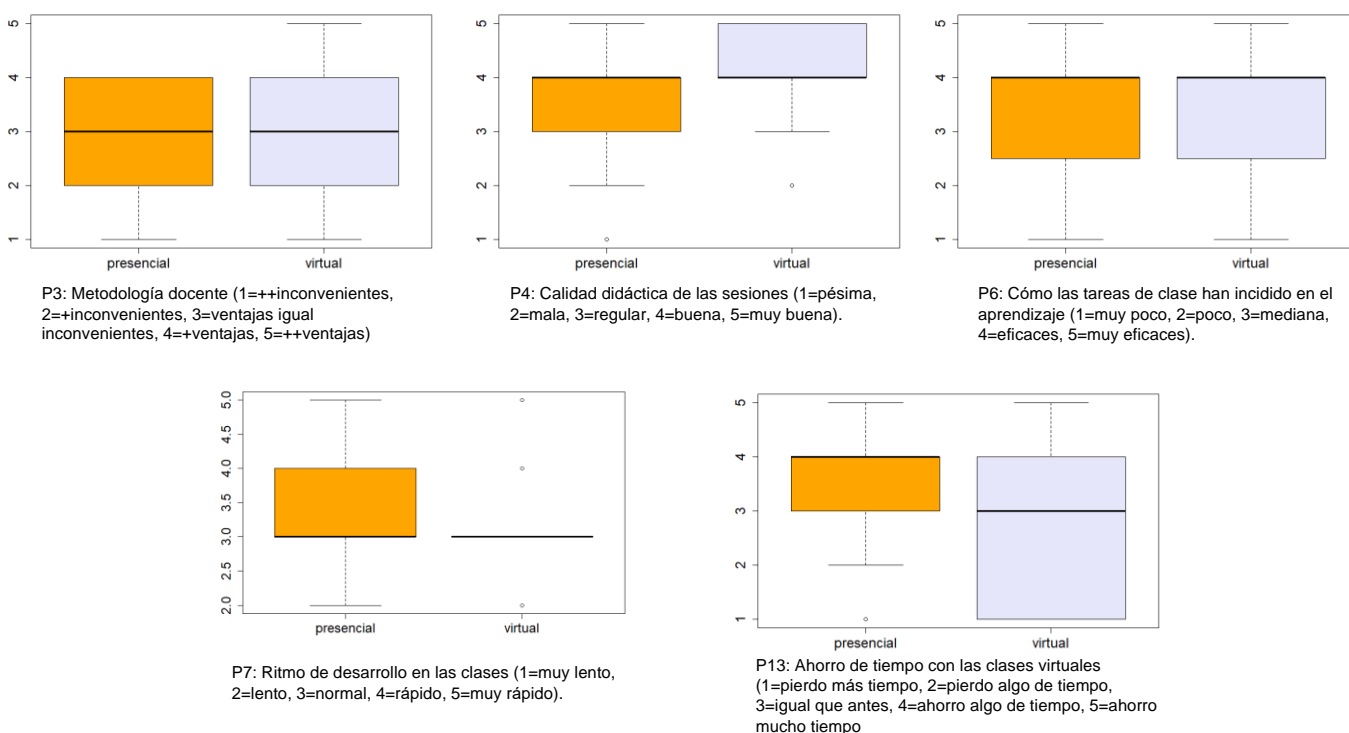 5
4
3
2
1
presencial
virtual
P3: Metodología docente (1=++inconvenientes,
2=+inconvenientes, 3=ventajas igual
inconvenientes, 4=+ventajas, 5=++ventajas)
5
4
3
2
1
presencial
virtual
P4: Calidad didáctica de las sesiones (1=pésima,
2=mala, 3=regular, 4=buena, 5=muy buena).
5
4
3
2
1
presencial
virtual
P6: Cómo las tareas de clase han incidido en el
aprendizaje (1=muy poco, 2=poco, 3=mediana,
4=eficaces, 5=muy eficaces).
5.0
4.5
4.0
3.5
3.0
2.5
2.0
presencial
virtual
P7: Ritmo de desarrollo en las clases (1=muy lento,
2=lento, 3=normal, 4=rápido, 5=muy rápido).
5
4
3
2
1
presencial
virtual
P13: Ahorro de tiempo con las clases virtuales
(1=pierdo más tiempo, 2=pierdo algo de tiempo,
3=igual que antes, 4=ahorro algo de tiempo, 5=ahorro
mucho tiempo